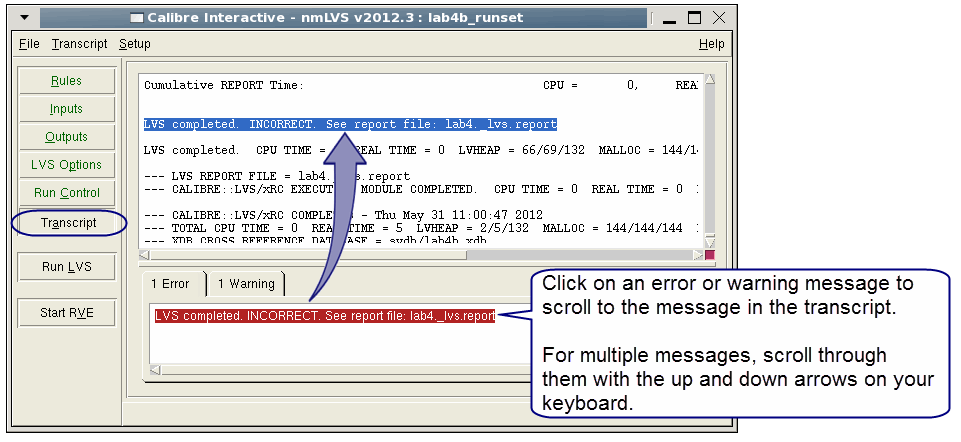 Calibre Interactive - nmLVS v2012.3 : lab4b_runset
File Transcript Setup Help
Rules
Inputs
Outputs
LVS Options
Run Control
Transcript
Run LVS
Start RVE
Cumulative REPORT Time: CPU = 0, REA
LVS completed. INCORRECT. See report file: lab4._lvs.report
LVS completed. CPU TIME = REAL TIME = 0 LVHEAP = 66/69/132 MALLOC = 144/14
--- LVS REPORT FILE = lab4. s.report
--- CALIBRE::LVS/xRC EXECUT MODULE COMPLETED. CPU TIME = 0 REAL TIME = 0
--- CALIBRE::LVS/xRC COMPLE - Thu May 31 11:00:47 2012
--- TOTAL CPU TIME = 0 REA TIME = 5 LVHEAP = 2/5/132 MALLOC = 144/144/144
--- XDB CROSS REFERENCE DATABASE = svdb/lab4b.xdb
1 Error 1 Warning
LVS completed. INCORRECT. See report file: lab4._lvs.report
Click on an error or warning message to
scroll to the message in the transcript.
For multiple messages, scroll through
them with the up and down arrows on your
keyboard.